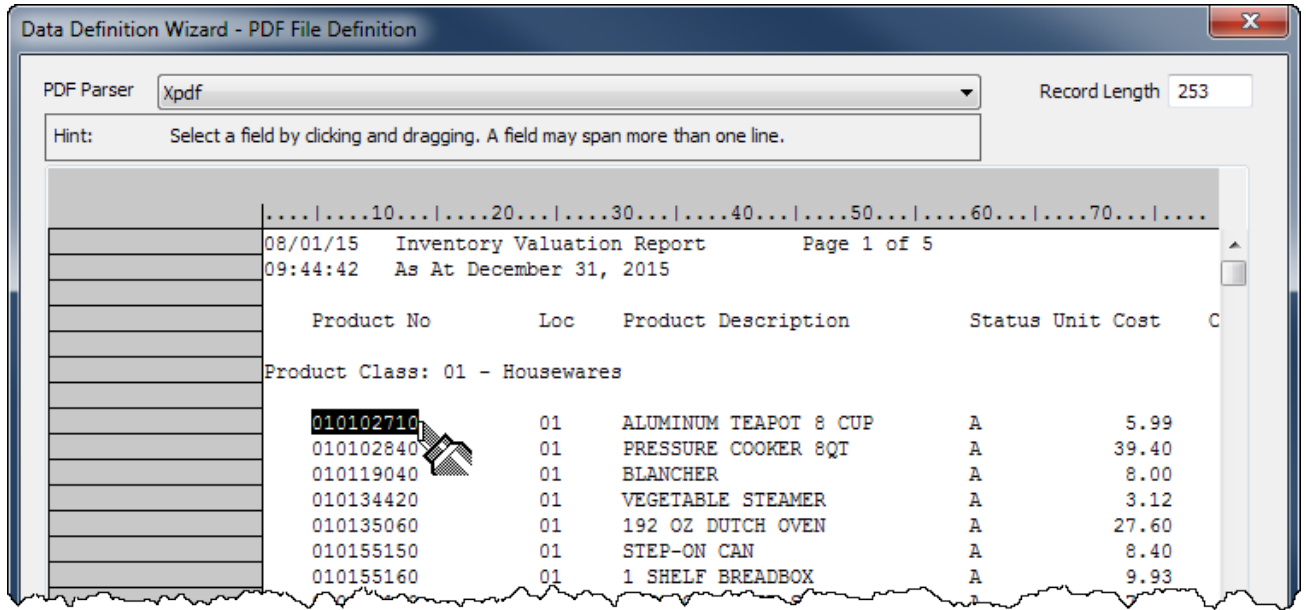 Data Definition Wizard - PDF File Definition
PDF Parser Xpdf Record Length 253
Hint: Select a field by clicking and dragging. A field may span more than one line.
|....|....10...|....20...|....30...|....40...|....50...|....60...|....70...|....
08/01/15 Inventory Valuation Report Page 1 of 5
09:44:42 As At December 31, 2015
Product No Loc Product Description Status Unit Cost C
Product Class: 01 - Housewares
010102710 01 ALUMINUM TEAPOT 8 CUP A 5.99
010102840 01 PRESSURE COOKER 8QT A 39.40
010119040 01 BLANCHER A 8.00
010134420 01 VEGETABLE STEAMER A 3.12
010135060 01 192 OZ DUTCH OVEN A 27.60
010155150 01 STEP-ON CAN A 8.40
010155160 01 1 SHELF BREADBOX A 9.93